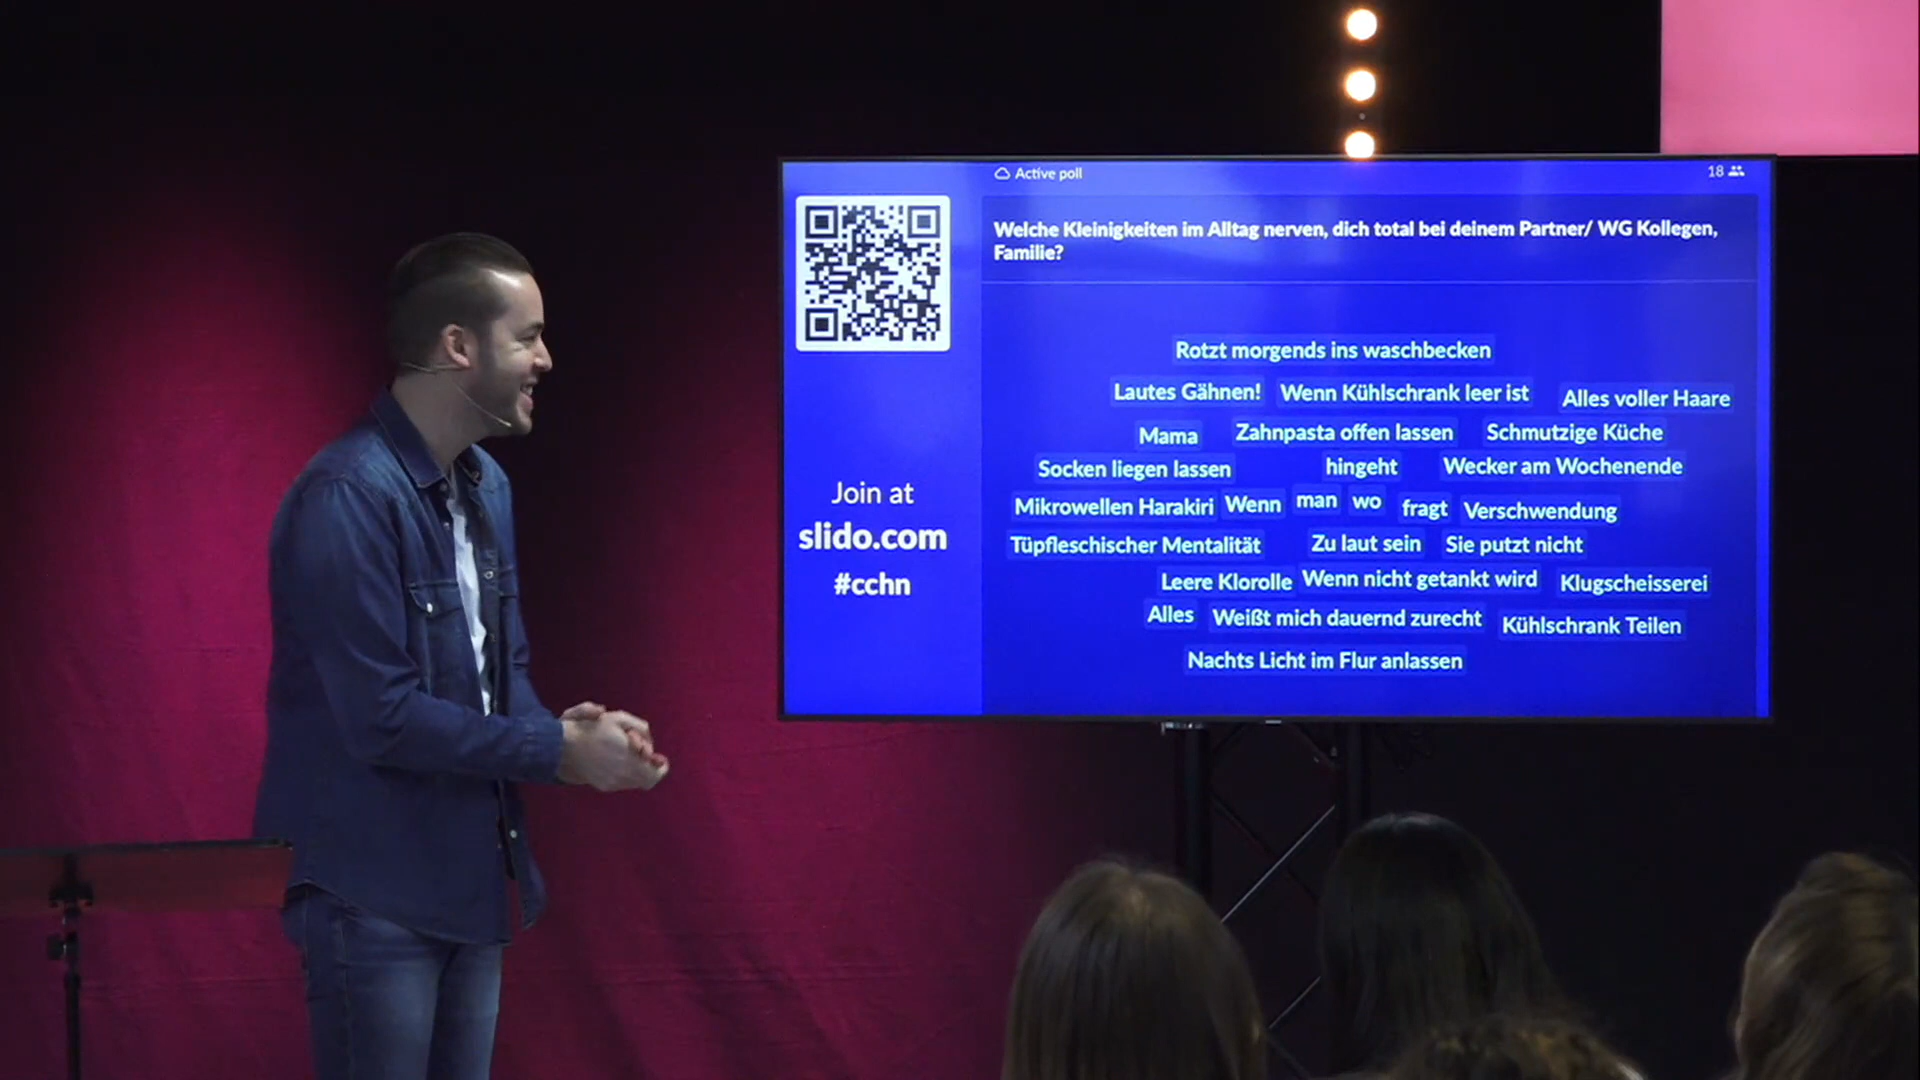 Active poll
18
Welche Kleinigkeiten im Alltag nerven, dich total bei deinem Partner/ WG Kollegen,
Familie?
Rotzt morgends ins waschbecken
Lautes Gähnen! Wenn Kühlschrank leer ist Alles voller Haare
Mama Zahnpasta offen lassen Schmutzige Küche
Socken liegen lassen hingeht Wecker am Wochenende
Mikrowellen Harakiri Wenn man wo fragt Verschwendung
Tüpfleschischer Mentalität Zu laut sein Sie putzt nicht
Leere Klorolle Wenn nicht getankt wird Klugscheisserei
Alles Weißt mich dauernd zurecht Kühlschrank Teilen
Nachts Licht im Flur anlassen
Join at
slido.com
#cchn